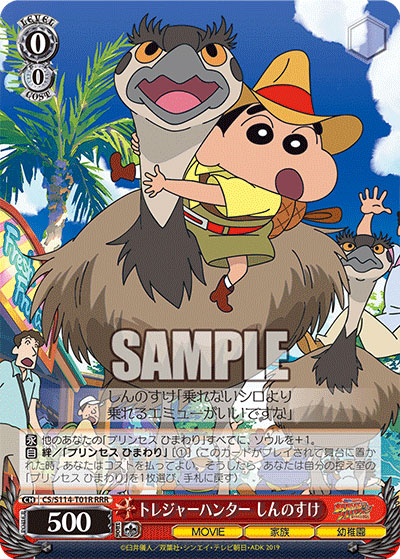 LEVEL
0
0
COST
SAMPLE
しんのすけ「乗れないシロより
乗れるエミューがいいですな」
永 他のあなたの「プリンセス ひまわり」すべてに、ソウルを+1。
自 絆／「プリンセス ひまわり」[①] （このカードがプレイされて舞台に置
かれた時、あなたはコストを払ってよい。そうしたら、あなたは自分の控え室の
「プリンセス ひまわり」を1枚選び、手札に戻す）
CH CS/S114-T01R RRR
500
トレジャーハンター しんのすけ
MOVIE
家族
幼稚園
©臼井儀人／双葉社・シンエイ・テレビ朝日・ADK 2019